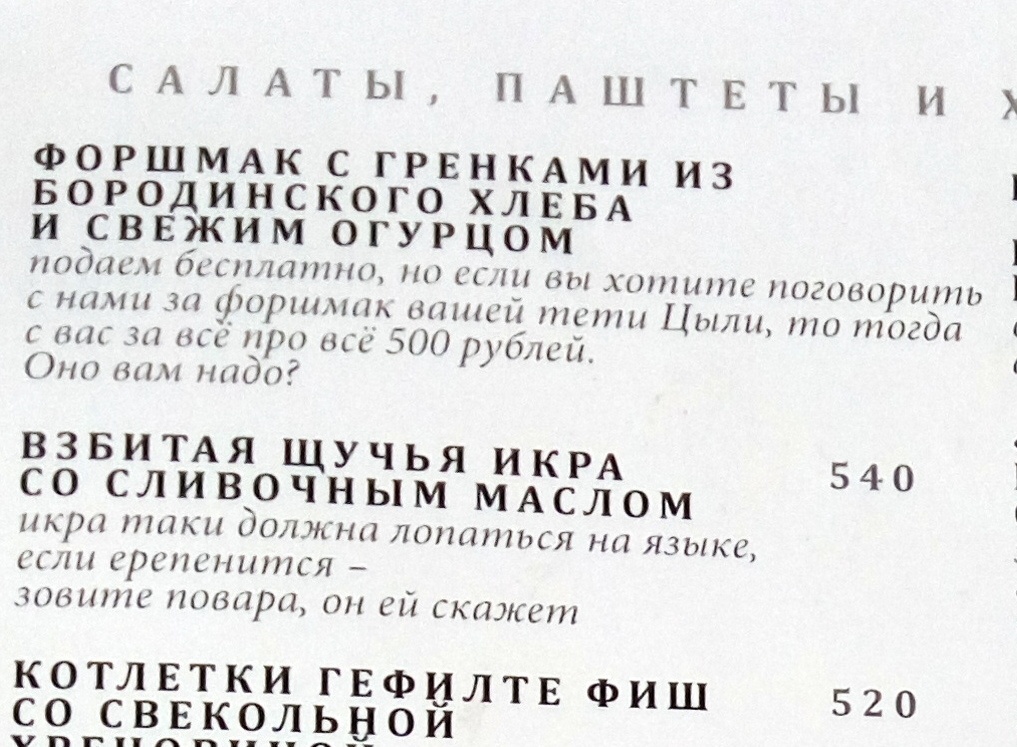 САЛАТЫ, ПАШТЕТЫ И
ФОРШМАК С ГРЕНКАМИ ИЗ
БОРОДИНСКОГО ХЛЕБА
И СВЕЖИМ ОГУРЦОМ
подаем бесплатно, но если вы хотите поговорить
с нами за форшмак вашей тети Цыли, то тогда
с вас за всё про всё 500 рублей.
Оно вам надо?
ВЗБИТАЯ ЩУЧЬЯ ИКРА
СО СЛИВОЧНЫМ МАСЛОМ 540
икра таки должна лопаться на языке,
если ерепенится –
зовите повара, он ей скажет
КОТЛЕТКИ ГЕФИЛТЕ ФИШ 520
СО СВЕКОЛЬНОЙ
ХРЕНОВИНОЙ